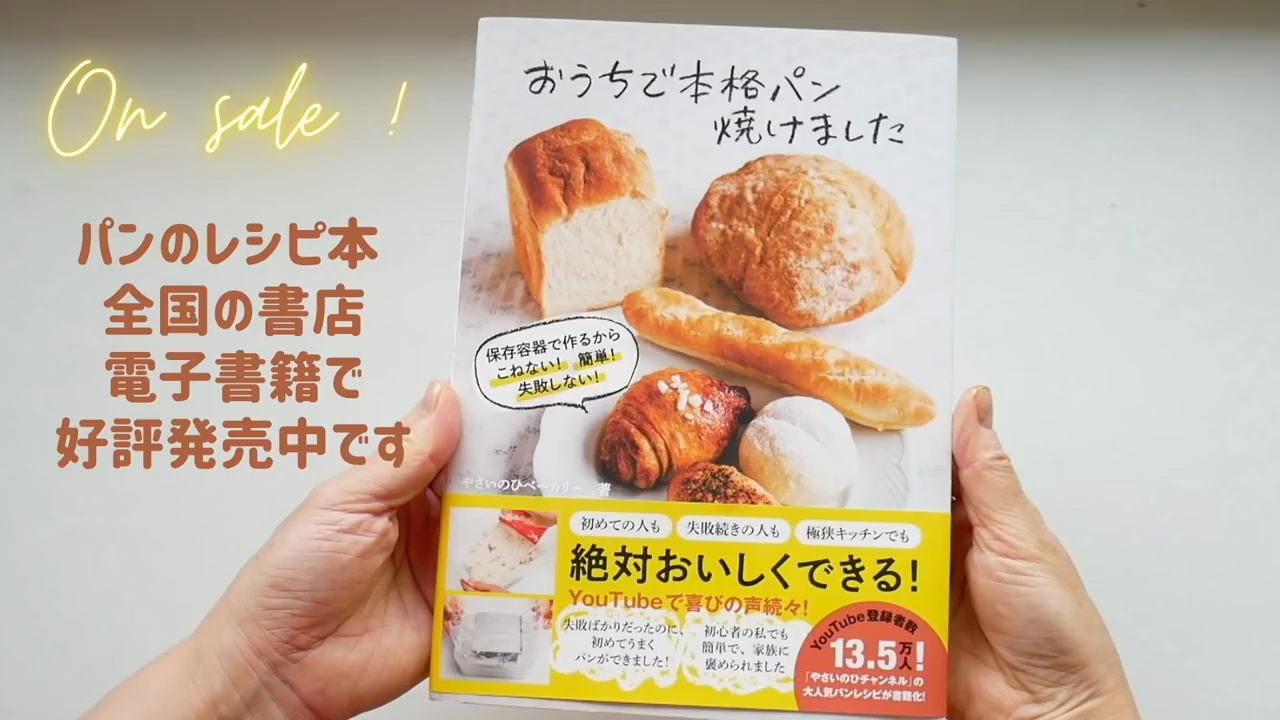 On sale !
パンのレシピ本
全国の書店
電子書籍で
好評発売中です
おうちで本格パン
焼けました
保存容器で作るから
こねない! 簡単!
失敗しない!
やさいのひベーカリー 著
初めての人も 失敗続きの人も 極狭キッチンでも
絶対おいしくできる!
YouTubeで喜びの声続々!
失敗ばかりだったのに、
初めてうまく
パンができました!
初心者の私でも
簡単で、家族に
褒められました
YouTube登録者数
13.5万人!
「やさいのひチャンネル」の
大人気パンレシピが書籍化!